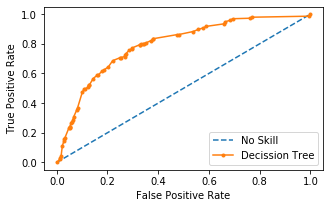 1.0
0.8
0.6
0.4
0.2
0.0
True Positive Rate
No Skill
Decission Tree
0.0 0.2 0.4 0.6 0.8 1.0
False Positive Rate